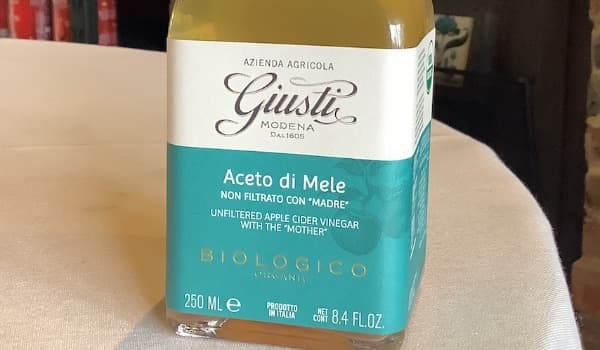 AZIENDA AGRICOLA
Giusti
MODENA
DAL 1605
Aceto di Mele
NON FILTRATO CON "MADRE"
UNFILTERED APPLE CIDER VINEGAR
WITH THE "MOTHER"
BIOLOGICO
ORGANIC
250 ML e
PRODOTTO
IN ITALIA
NET
CONT 8.4 FL.OZ.